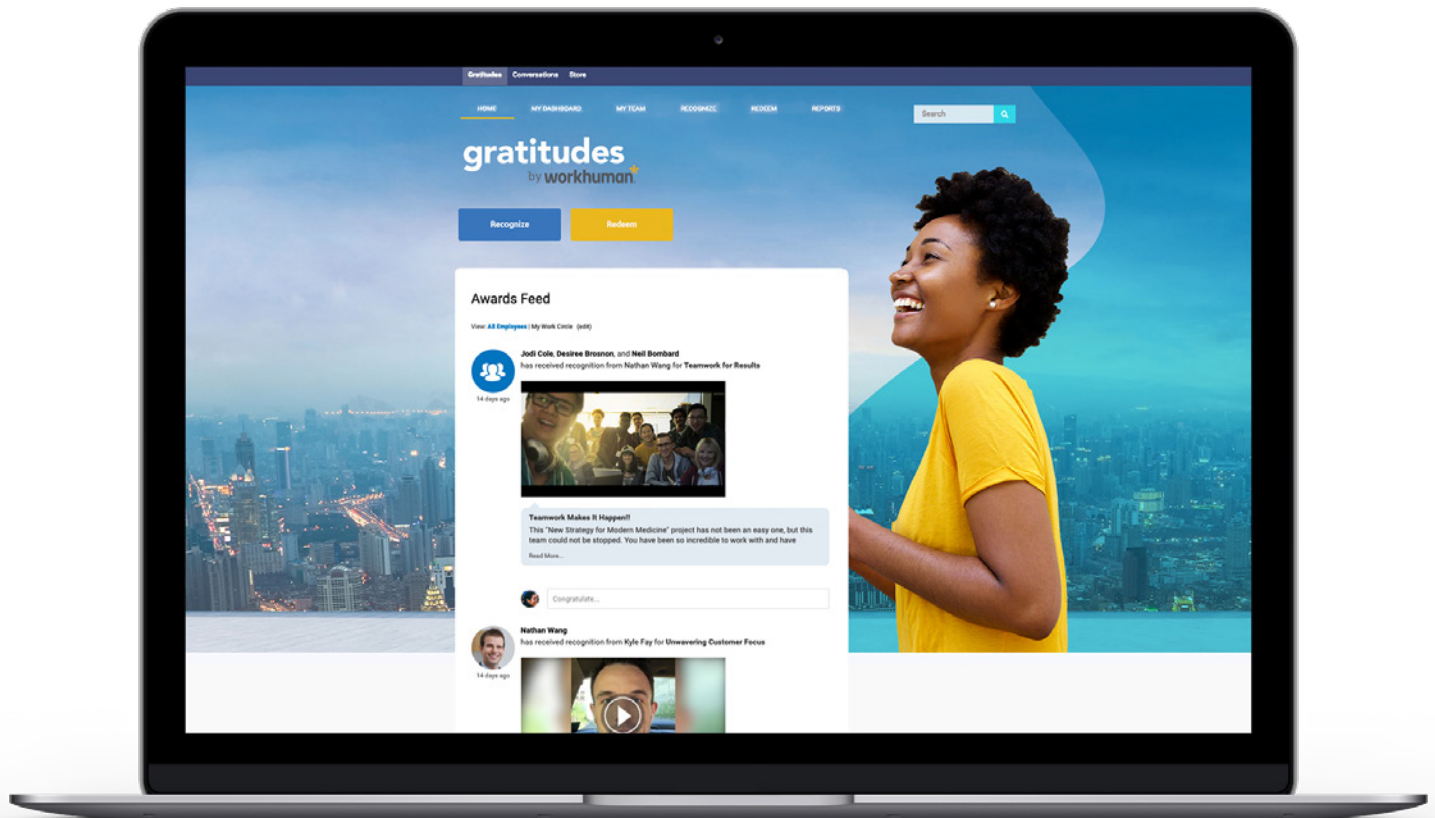 Gratitudes Conversations Store
HOME MY DASHBOARD MY TEAM RECOGNIZE REDEEM REPORTS
Search
gratitudes
by workhuman.
Recognize Redeem
Awards Feed
View: All Employees | My Work Circle (edit)
Jodi Cole, Desiree Brosnon, and Neil Bombard
has received recognition from Nathan Wang for Teamwork for Results
14 days ago
Teamwork Makes It Happen!!
This "New Strategy for Modern Medicine" project has not been an easy one, but this
team could not be stopped. You have been so incredible to work with and have
Read More...
Congratulate...
Nathan Wang
has received recognition from Kyle Fay for Unwavering Customer Focus
14 days ago